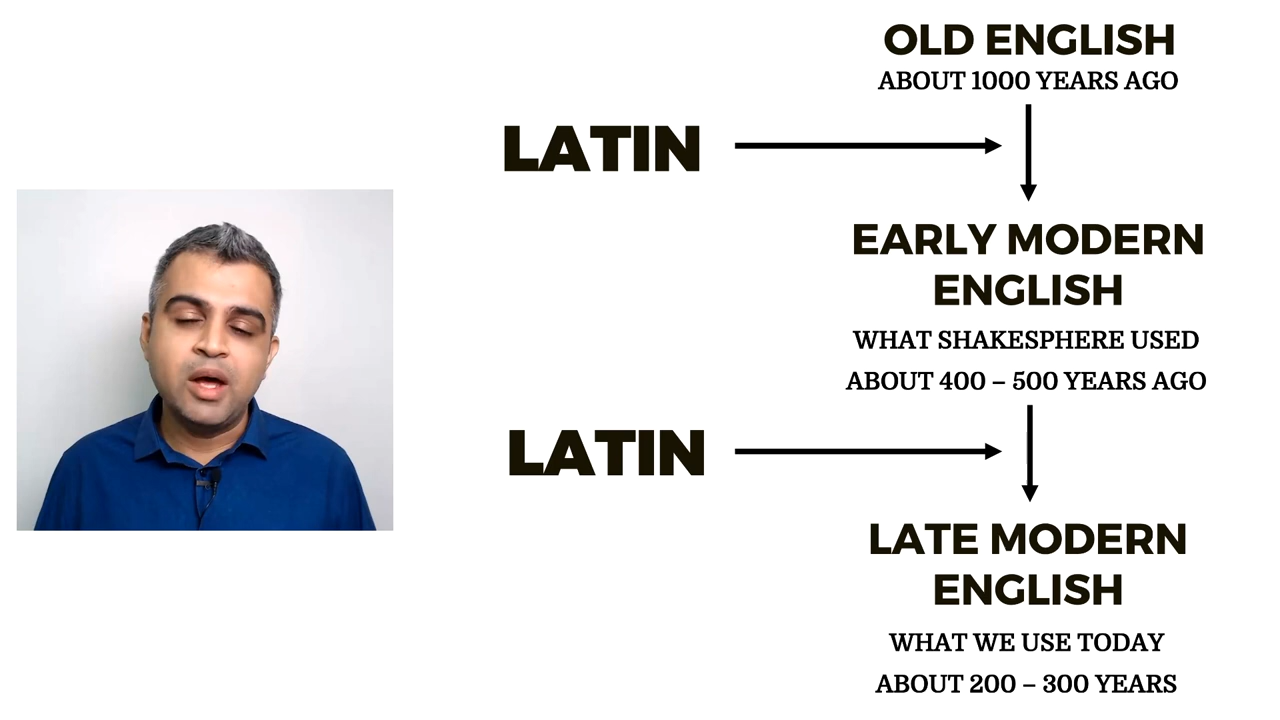 OLD ENGLISH
ABOUT 1000 YEARS AGO
LATIN
EARLY MODERN
ENGLISH
WHAT SHAKESPHERE USED
ABOUT 400 – 500 YEARS AGO
LATIN
LATE MODERN
ENGLISH
WHAT WE USE TODAY
ABOUT 200 – 300 YEARS